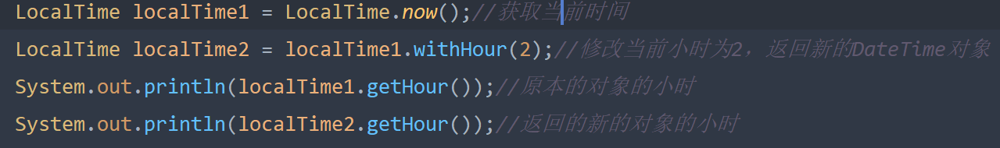 LocalTime localTime1 = LocalTime.now();//获取当前时间
LocalTime localTime2 = localTime1.withHour(2);//修改当前小时为2，返回新的DateTime对象
System.out.println(localTime1.getHour());//原本的对象的小时
System.out.println(localTime2.getHour());//返回的新的对象的小时